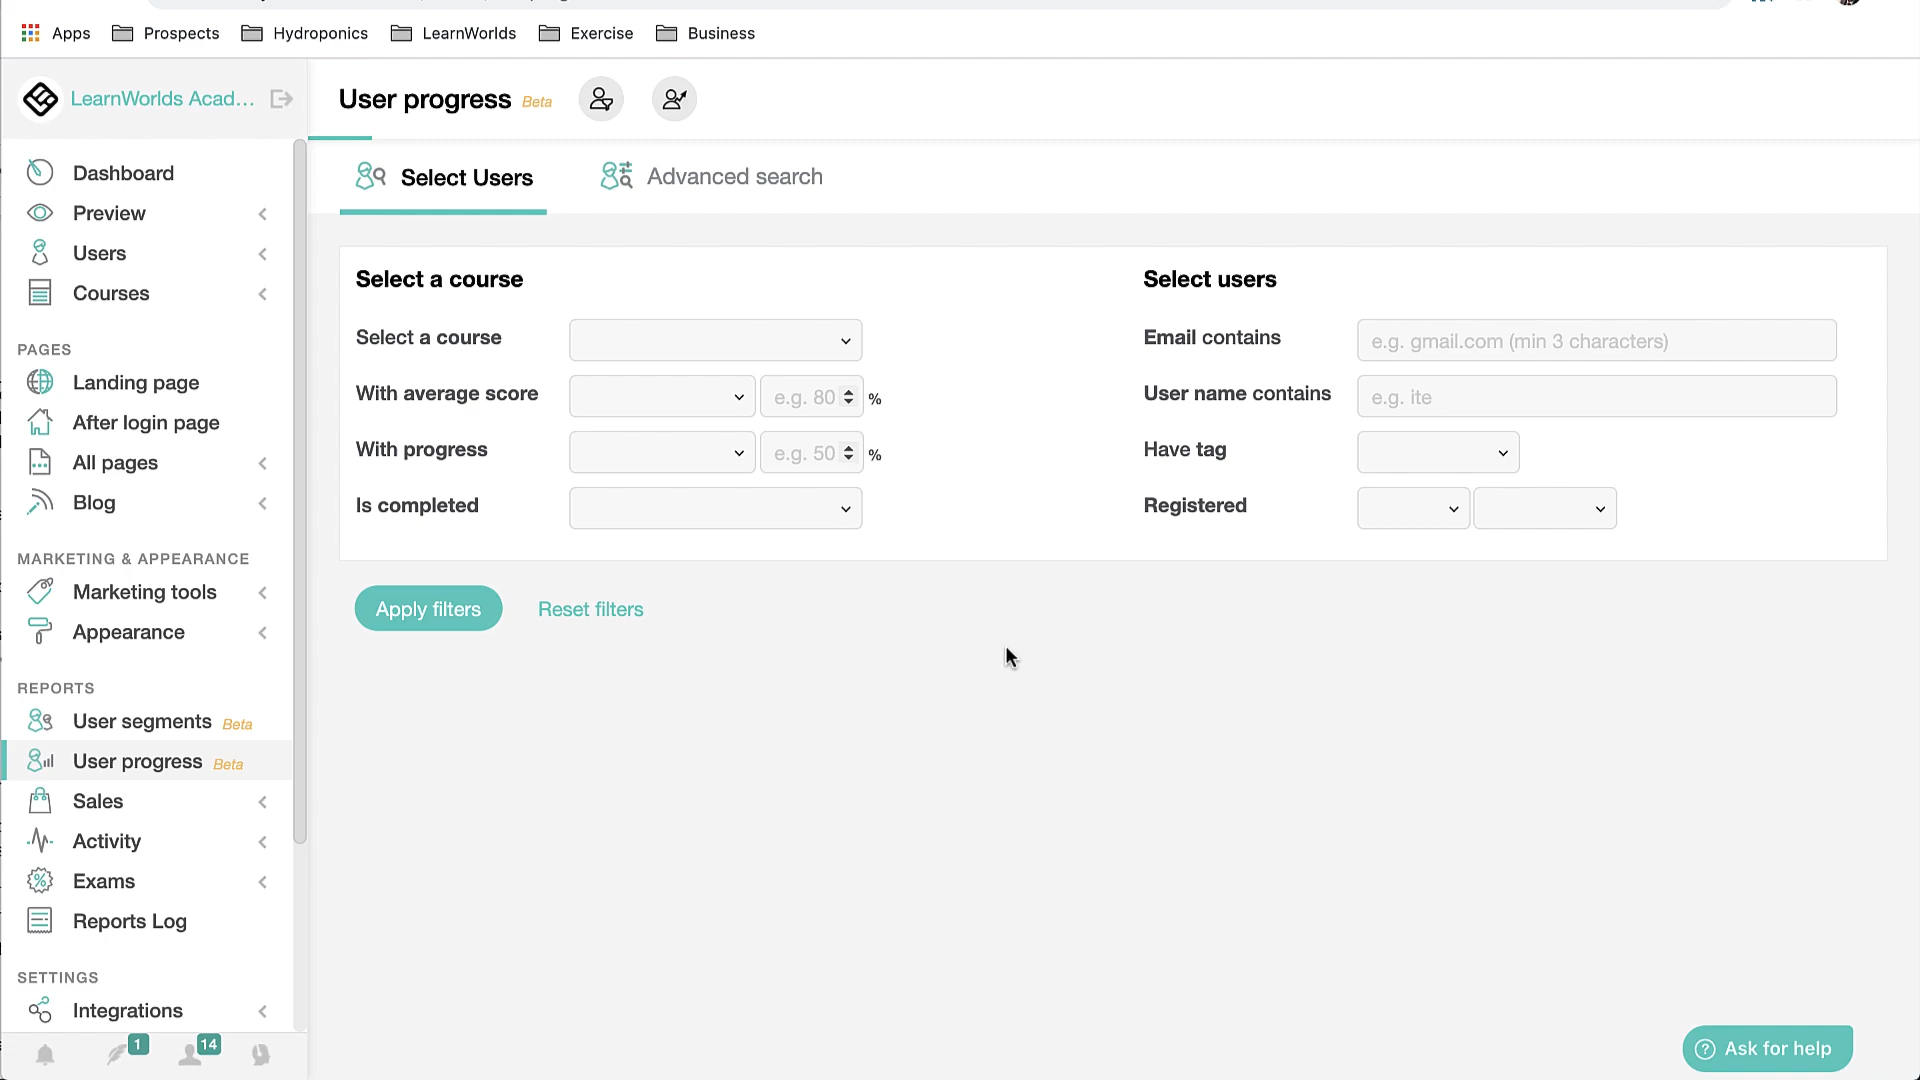 Apps
Prospects
Hydroponics
LearnWorlds
Exercise
Business
LearnWorlds Acad...
User progress Beta
Dashboard
Preview
Users
Courses
PAGES
Landing page
After login page
All pages
Blog
MARKETING & APPEARANCE
Marketing tools
Appearance
REPORTS
User segments Beta
User progress Beta
Sales
Activity
Exams
Reports Log
SETTINGS
Integrations
1
14
Select Users
Advanced search
Select a course
Select a course
With average score
e.g. 80
%
With progress
e.g. 50
%
Is completed
Select users
Email contains
e.g. gmail.com (min 3 characters)
User name contains
e.g. ite
Have tag
Registered
Apply filters
Reset filters
? Ask for help